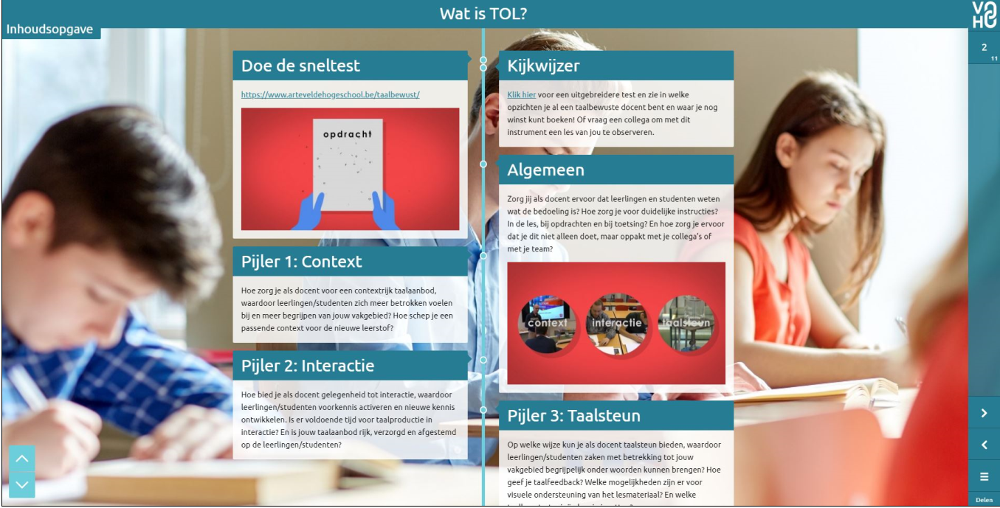 Wat is TOL?
Inhoudsopgave
VO
HO
2
11
Doe de sneltest
https://www.arteveldehogeschool.be/taalbewust/
opdracht
Pijler 1: Context
Hoe zorg je als docent voor een contextrijk taalaanbod,
waardoor leerlingen/studenten zich meer betrokken voelen
bij en meer begrijpen van jouw vakgebied? Hoe schep je een
passende context voor de nieuwe leerstof?
Pijler 2: Interactie
Hoe bied je als docent gelegenheid tot interactie, waardoor
leerlingen/studenten voorkennis activeren en nieuwe kennis
ontwikkelen. Is er voldoende tijd voor taalproductie in
interactie? En is jouw taalaanbod rijk, verzorgd en afgestemd
op de leerlingen/studenten?
Kijkwijzer
Klik hier voor een uitgebreidere test en zie in welke
opzichten je al een taalbewuste docent bent en waar je nog
winst kunt boeken! Of vraag een collega om met dit
instrument een les van jou te observeren.
Algemeen
Zorg jij als docent ervoor dat leerlingen en studenten weten
wat de bedoeling is? Hoe zorg je voor duidelijke instructies?
In de les, bij opdrachten en bij toetsing? En hoe zorg je ervoor
dat je dit niet alleen doet, maar oppakt met je collega's of
met je team?
context interactie taalsteun
Pijler 3: Taalsteun
Op welke wijze kun je als docent taalsteun bieden, waardoor
leerlingen/studenten zaken met betrekking tot jouw
vakgebied begrijpelijk onder woorden kunnen brengen? Hoe
geef je taalfeedback? Welke mogelijkheden zijn er voor
visuele ondersteuning van het lesmateriaal? En welke
Delen